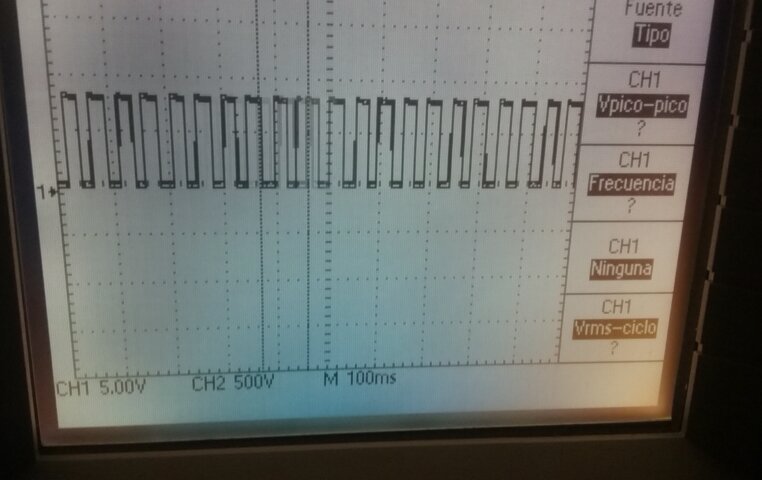 Fuente
Tipo
CH1
Vpico-pico
?
CH1
Frecuencia
?
CH1
Ninguna
CH1
Vrms-ciclo
?
1
CH1 5.00V CH2 500V M 100ms